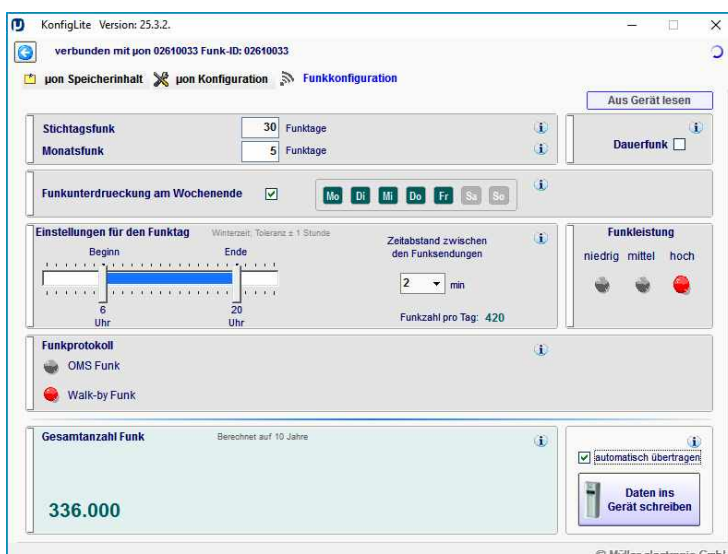 KonfigLite Version: 25.3.2.
verbunden mit µon 02610033 Funk-ID: 02610033
µon Speicherinhalt µon Konfiguration Funkkonfiguration
Aus Gerät lesen
Stichtagsfunk 30 Funktage
Monatsfunk 5 Funktage
Dauerfunk
Funkunterdrueckung am Wochenende Mo Di Mi Do Fr Sa So
Einstellungen für den Funktag Winterzeit, Toleranz ± 1 Stunde
Beginn Ende
6 Uhr
20 Uhr
Zeitabstand zwischen
den Funksendungen
2 min
Funkzahl pro Tag: 420
Funkleistung
niedrig mittel hoch
Funkprotokoll
OMS Funk
Walk-by Funk
Gesamtanzahl Funk Berechnet auf 10 Jahre
336.000
automatisch übertragen
Daten ins
Gerät schreiben